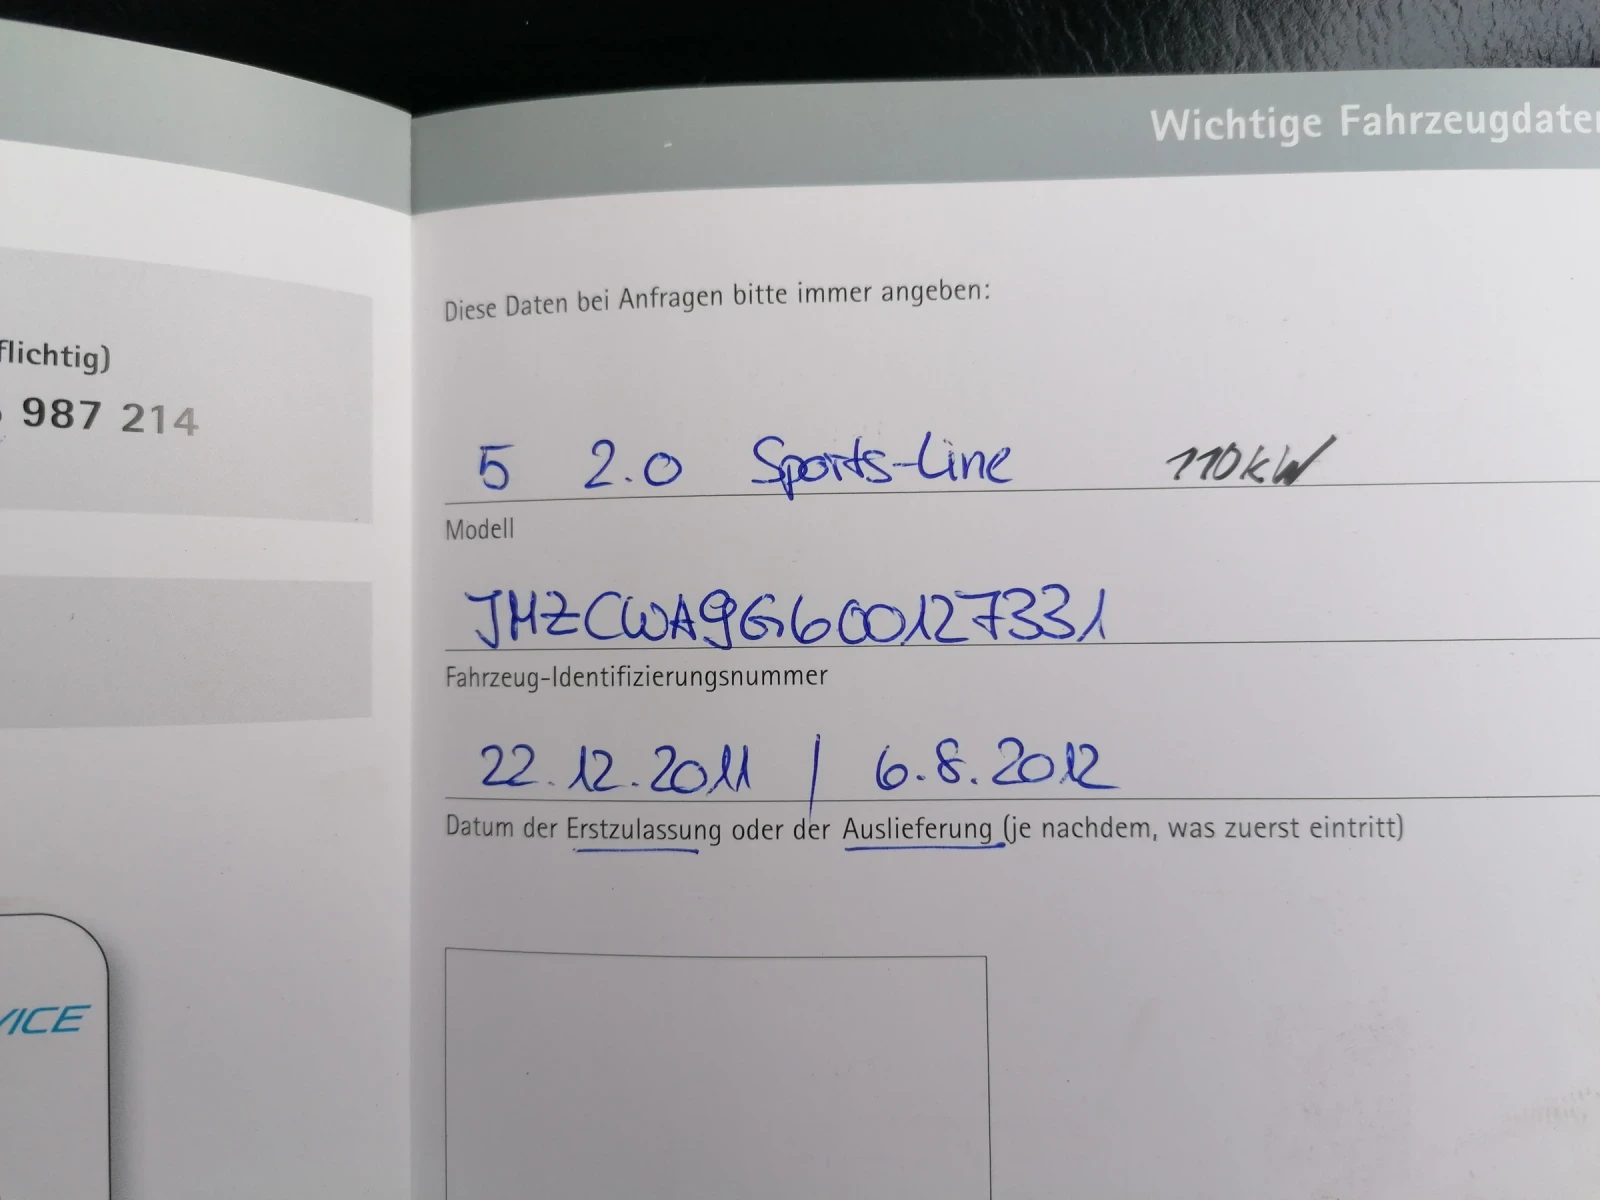 Wichtige Fahrzeugdate
flichtig)
987 214
Diese Daten bei Anfragen bitte immer angeben:
5 2.0 Sports-Line 110kW
Modell
JMZCWA9G600127331
Fahrzeug-Identifizierungsnummer
22.12.2011 / 6.8.2012
Datum der Erstzulassung oder der Auslieferung (je nachdem, was zuerst eintritt)
VICE